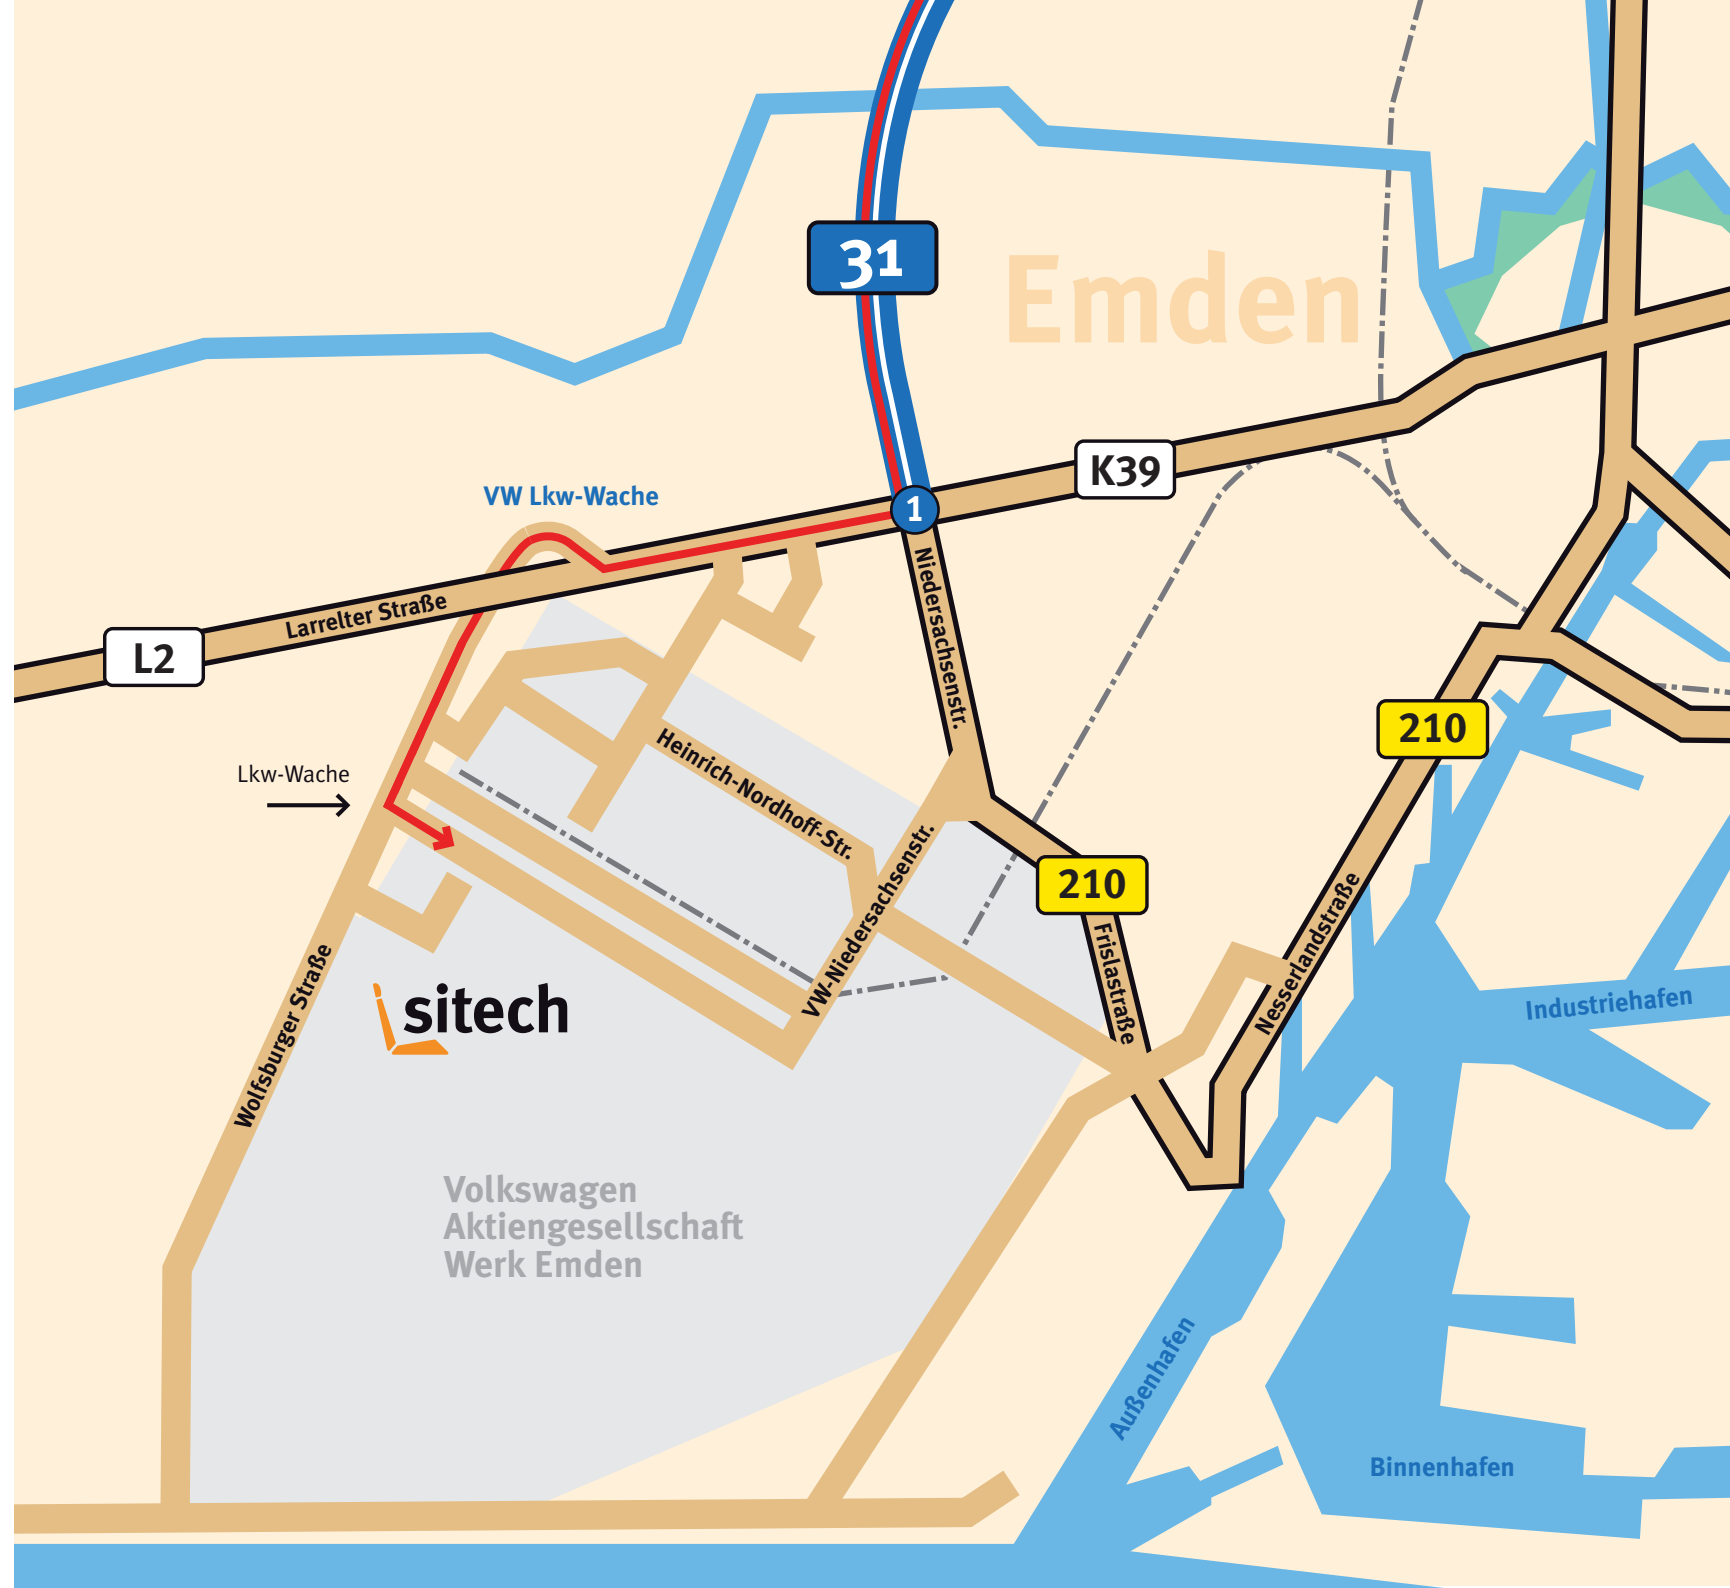 31
Emden
K39
VW Lkw-Wache
1
Larrelter Straße
L2
Niedersachsenstr.
210
Heinrich-Nordhoff-Str.
Lkw-Wache
VW-Niedersachsenstr.
210
Frislastraße
Nesserlandstraße
Wolfsburger Straße
sitech
Industriehafen
Volkswagen
Aktiengesellschaft
Werk Emden
Außenhafen
Binnenhafen